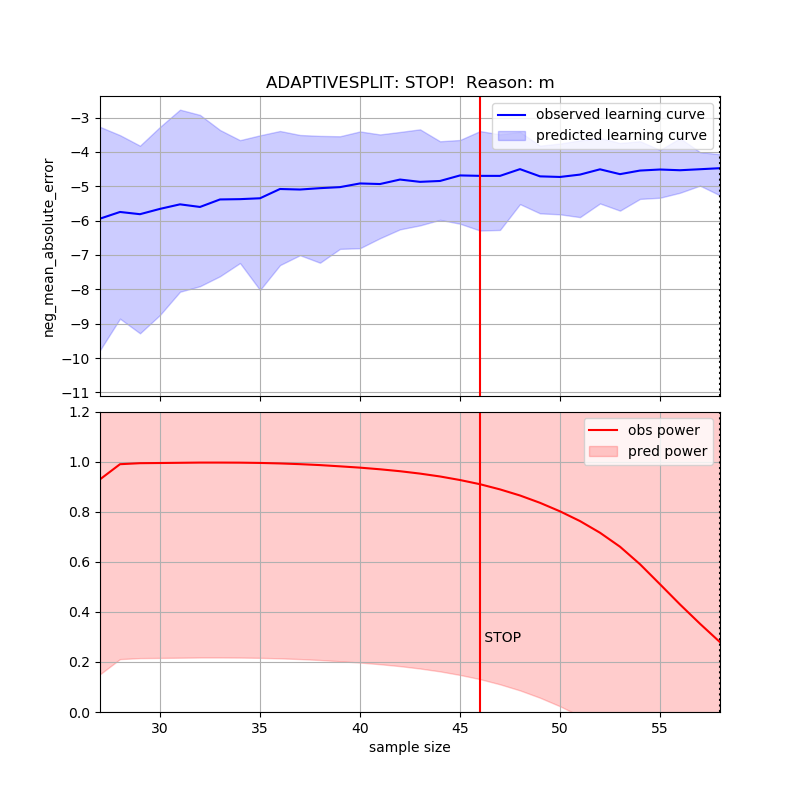 ADAPTIVESPLIT: STOP!  Reason: m
observed learning curve
predicted learning curve
neg_mean_absolute_error
−3
−4
−5
−6
−7
−8
−9
−10
−11
obs power
pred power
1.2
1.0
0.8
0.6
0.4
0.2
0.0
STOP
30 35 40 45 50 55
sample size